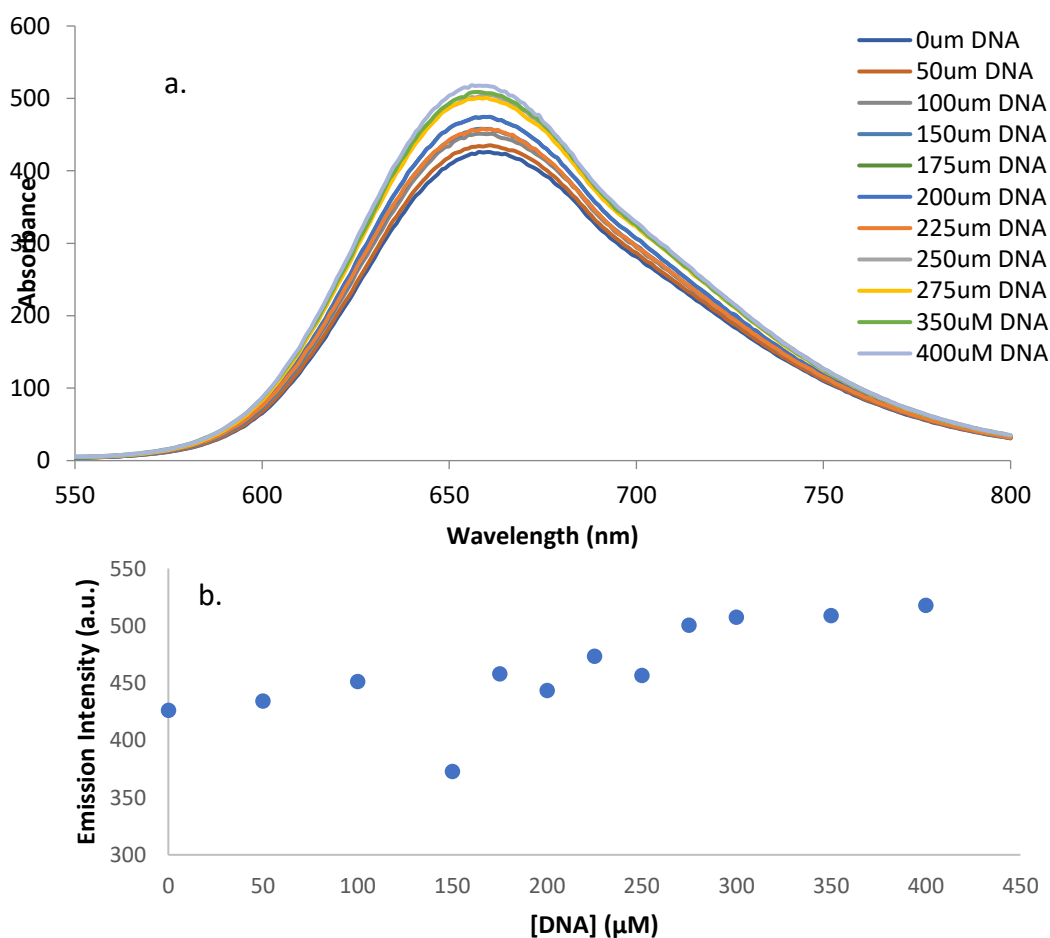 600
500
400
300
200
100
0
Absorbance
a.
550
600
650
700
750
800
Wavelength (nm)
0um DNA
50um DNA
100um DNA
150um DNA
175um DNA
200um DNA
225um DNA
250um DNA
275um DNA
350uM DNA
400uM DNA
b.
550
500
450
400
350
300
Emission Intensity (a.u.)
0
50
100
150
200
250
300
350
400
450
[DNA] (µM)